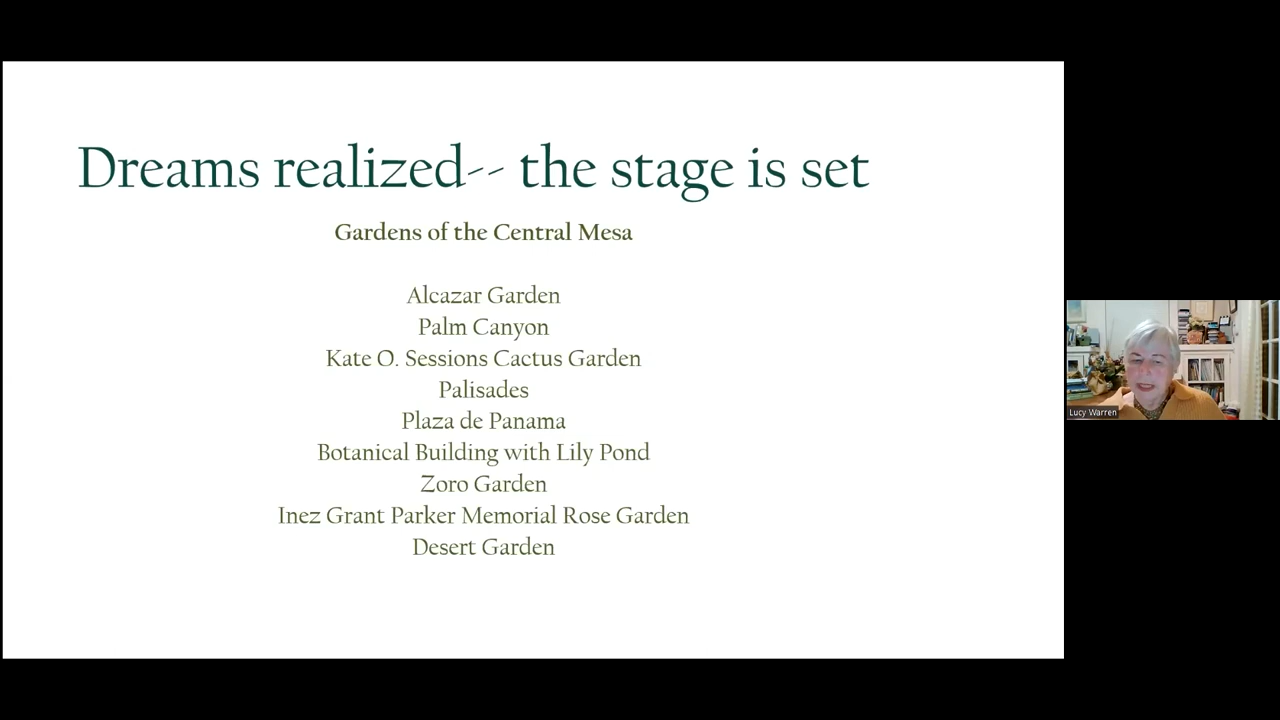 Dreams realized-- the stage is set
Gardens of the Central Mesa
Alcazar Garden
Palm Canyon
Kate O. Sessions Cactus Garden
Palisades
Plaza de Panama
Botanical Building with Lily Pond
Zoro Garden
Inez Grant Parker Memorial Rose Garden
Desert Garden
Lucy Warren